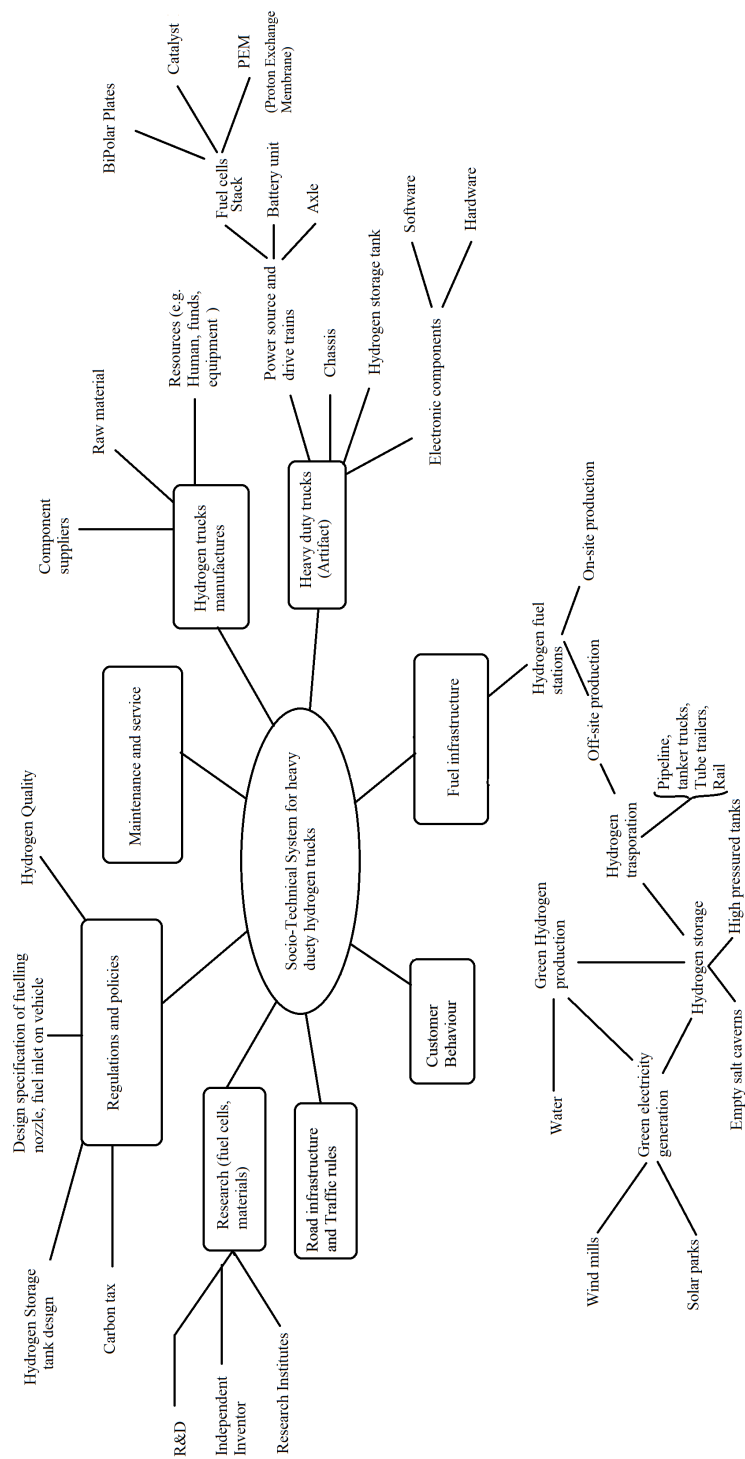 Hydrogen Storage
tank design
Design specification of fuelling
nozzle, fuel inlet on vehicle
Hydrogen Quality
Carbon tax
Regulations and policies
Maintenance and service
Component
suppliers
Raw material
Resources (e.g.
Human, funds,
equipment )
Hydrogen trucks
manufactures
BiPolar Plates
Catalyst
PEM
(Proton Exchange
Membrane)
Fuel cells
Stack
Battery unit
Axle
Power source and
drive trains
Chassis
Hydrogen storage tank
Software
Hardware
Electronic components
Heavy duty trucks
(Artifact)
R&D
Independent
Inventor
Research Institutes
Research (fuel cells,
materials)
Road infrastructure
and Traffic rules
Socio-Technical System for heavy
duety hydrogen trucks
Customer
Behaviour
Fuel infrastructure
Hydrogen fuel
stations
On-site production
Off-site production
Hydrogen
trasporation
Pipeline,
tanker trucks,
Tube trailers,
Rail
Green Hydrogen
production
Water
Green electricity
generation
Wind mills
Solar parks
Hydrogen storage
Empty salt caverns
High pressured tanks